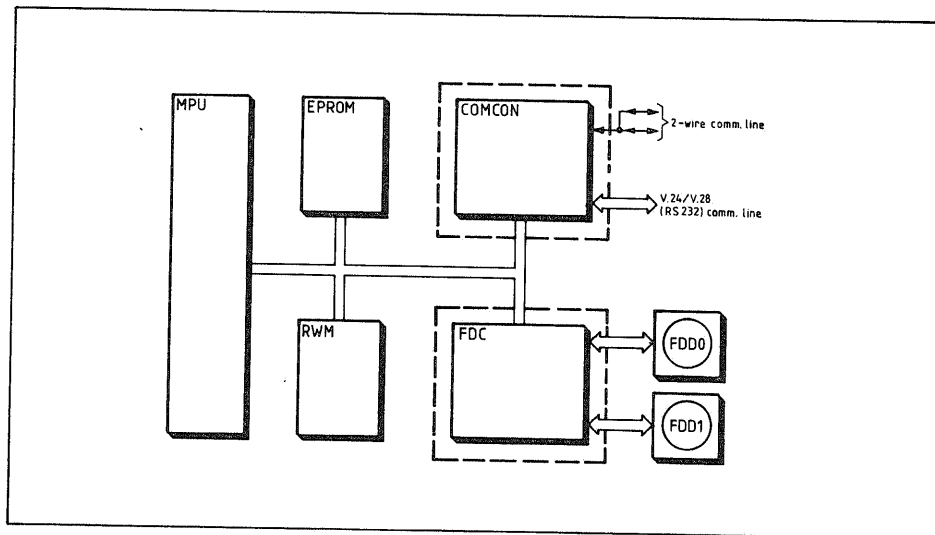 MPU
EPROM
COMCON
2-wire comm. line
V.24/V.28
(RS 232) comm. line
RWM
FDC
FDD0
FDD1